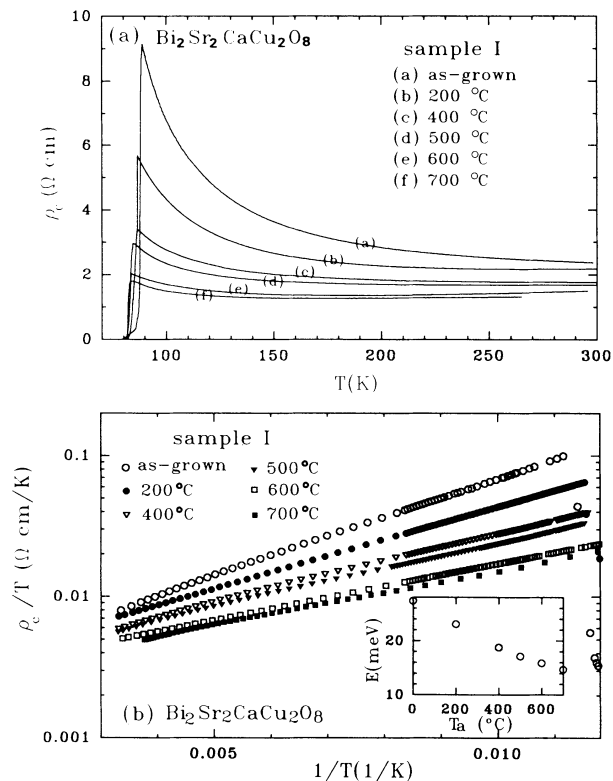 (a) Bi2Sr2CaCu2O8
sample I
(a) as-grown
(b) 200 °C
(c) 400 °C
(d) 500 °C
(e) 600 °C
(f) 700 °C
10
8
6
4
2
0
ρc (Ω cm)
(a)
(b)
(c)
(d)
(e)
(f)
100 150 200 250 300
T(K)
sample I
as-grown
200°C
400°C
500°C
600°C
700°C
0.1
0.01
0.001
ρc/T (Ω cm/K)
E(meV)
20
10
0 200 400 600
Ta (°C)
(b) Bi2Sr2CaCu2O8
0.005 0.010
1/T(1/K)